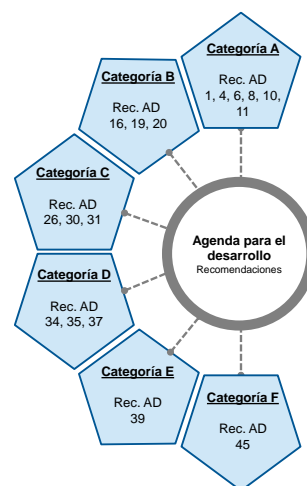 Categoría A
Rec. AD
1, 4, 6, 8, 10,
11
Categoría B
Rec. AD
16, 19, 20
Categoría C
Rec. AD
26, 30, 31
Agenda para el
desarrollo
Recomendaciones
Categoría D
Rec. AD
34, 35, 37
Categoría E
Rec. AD
39
Categoría F
Rec. AD
45